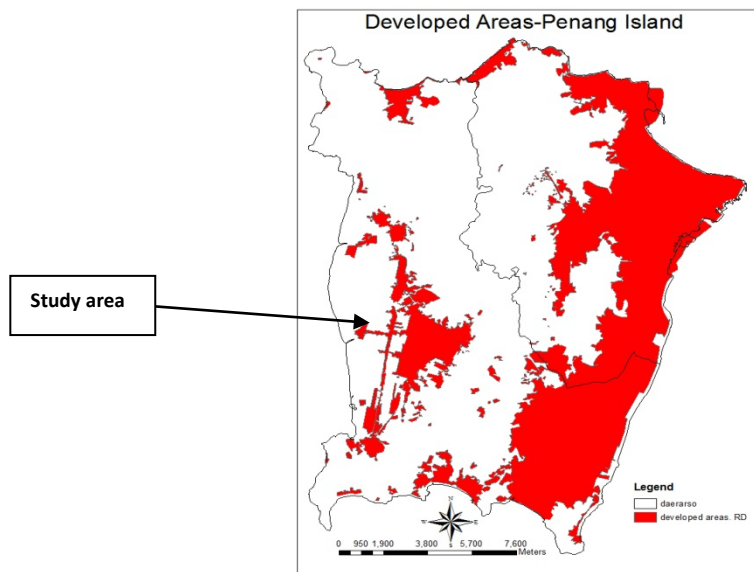 Developed Areas-Penang Island
Study area
Legend
daerarso
developed areas. RD
N
W E
S
0 950 1,900 3,800 5,700 7,600
Meters